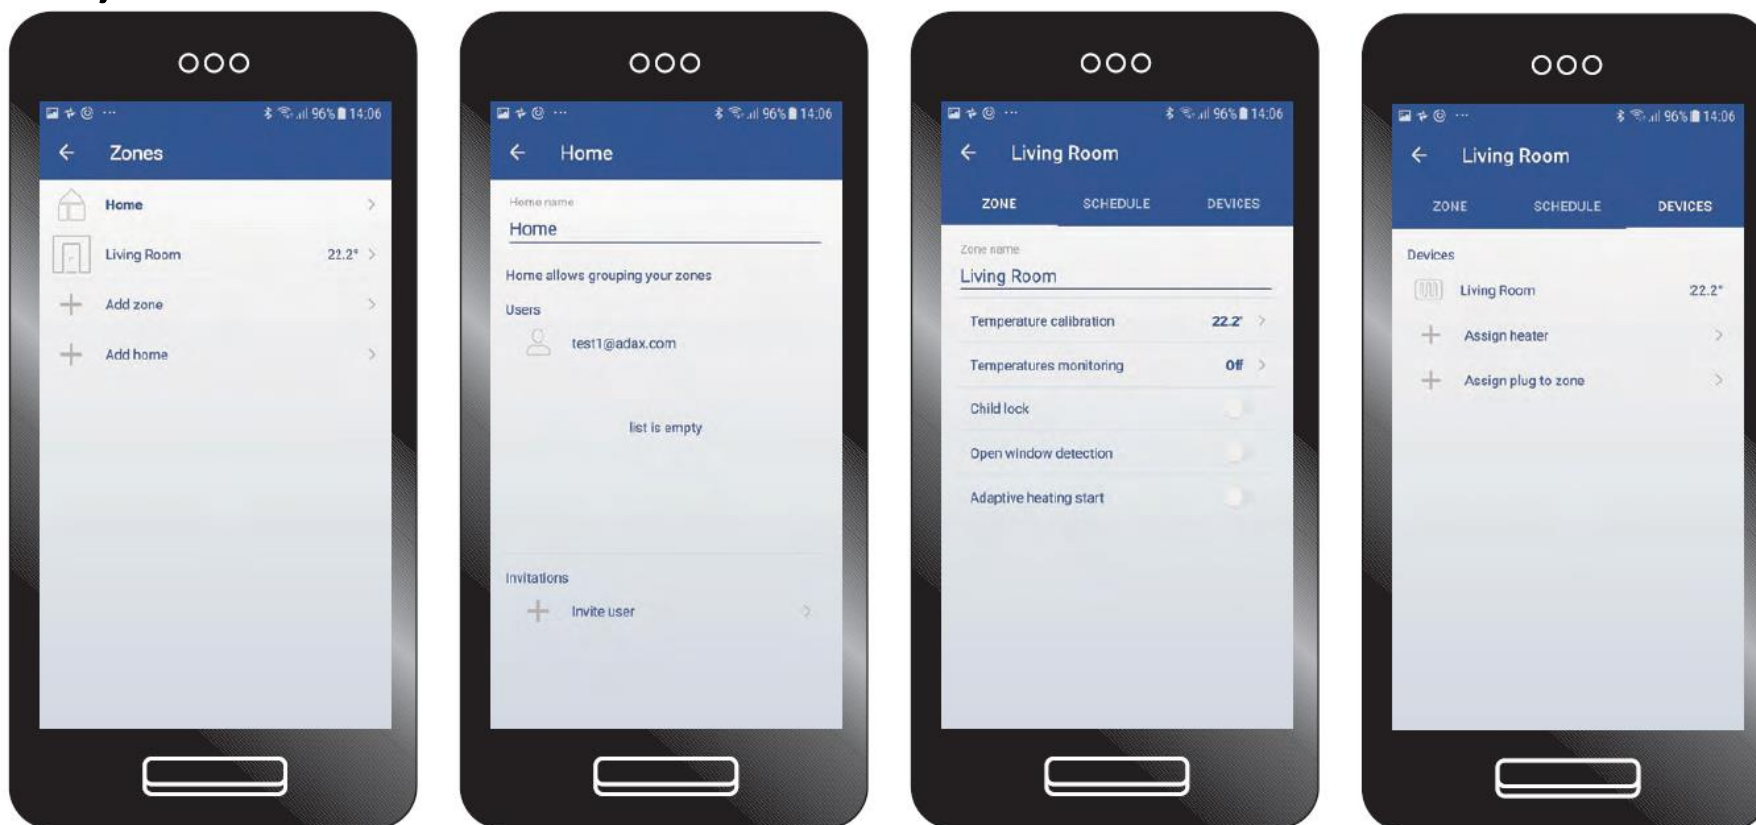 96% 14:06
Zones
Home
Living Room 22.2°
Add zone
Add home
96% 14:06
Home
Home name
Home
Home allows grouping your zones
Users
test1@adax.com
list is empty
Invitations
Invite user
96% 14:06
Living Room
ZONE SCHEDULE DEVICES
Zone name
Living Room
Temperature calibration 22.2°
Temperatures monitoring Off
Child lock
Open window detection
Adaptive heating start
96% 14:06
Living Room
ZONE SCHEDULE DEVICES
Devices
Living Room 22.2°
Assign heater
Assign plug to zone